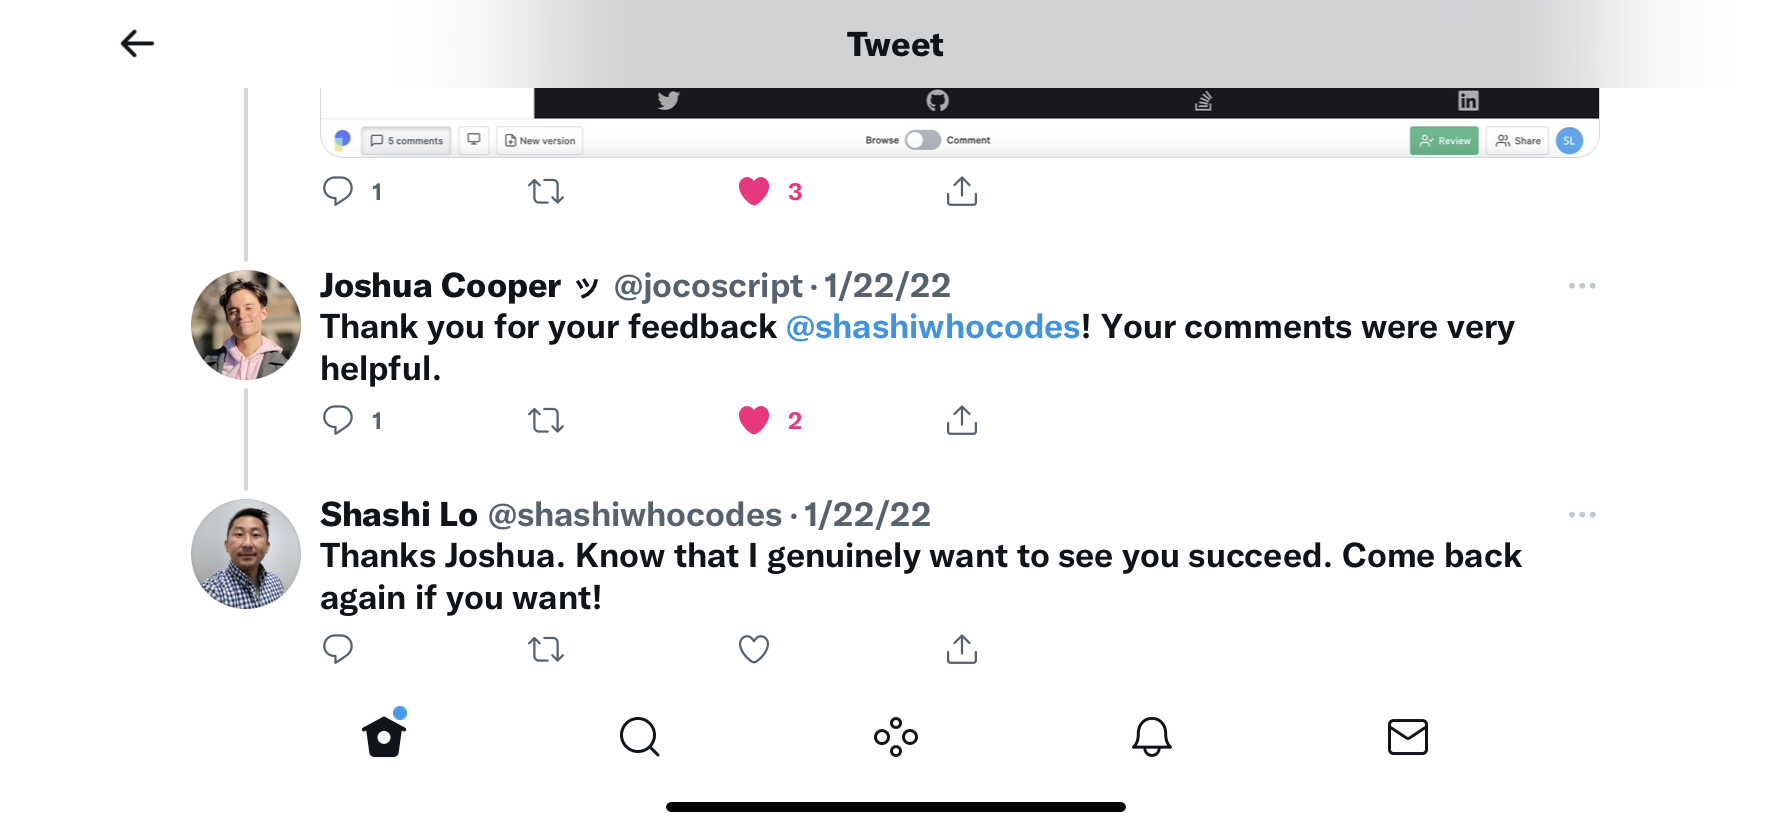 Tweet
5 comments
New version
Browse
Comment
Review
Share
SL
1
3
Joshua Cooper ッ @jocoscript · 1/22/22
Thank you for your feedback @shashiwhocodes! Your comments were very
helpful.
1
2
Shashi Lo @shashiwhocodes · 1/22/22
Thanks Joshua. Know that I genuinely want to see you succeed. Come back
again if you want!